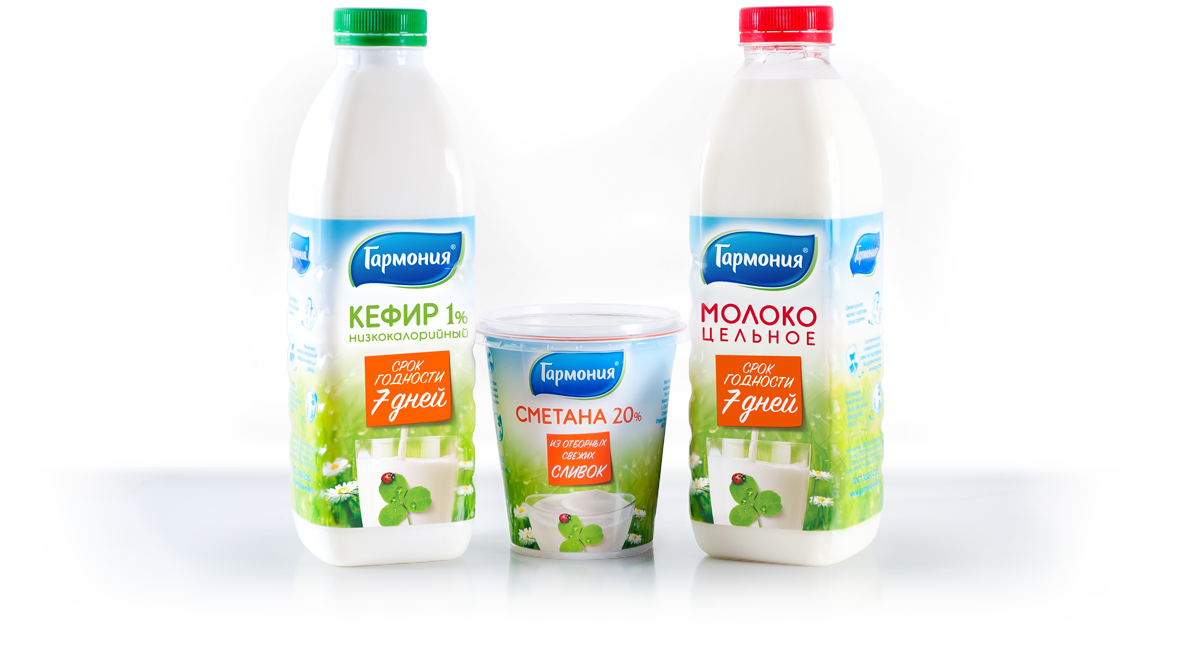 Гармония®
КЕФИР 1%
низкокалорийный
СРОК
ГОДНОСТИ
7 дней
Гармония®
СМЕТАНА 20%
ИЗ ОТБОРНЫХ
СВЕЖИХ
СЛИВОК
Гармония®
МОЛОКО
ЦЕЛЬНОЕ
СРОК
ГОДНОСТИ
7 дней
Гармония